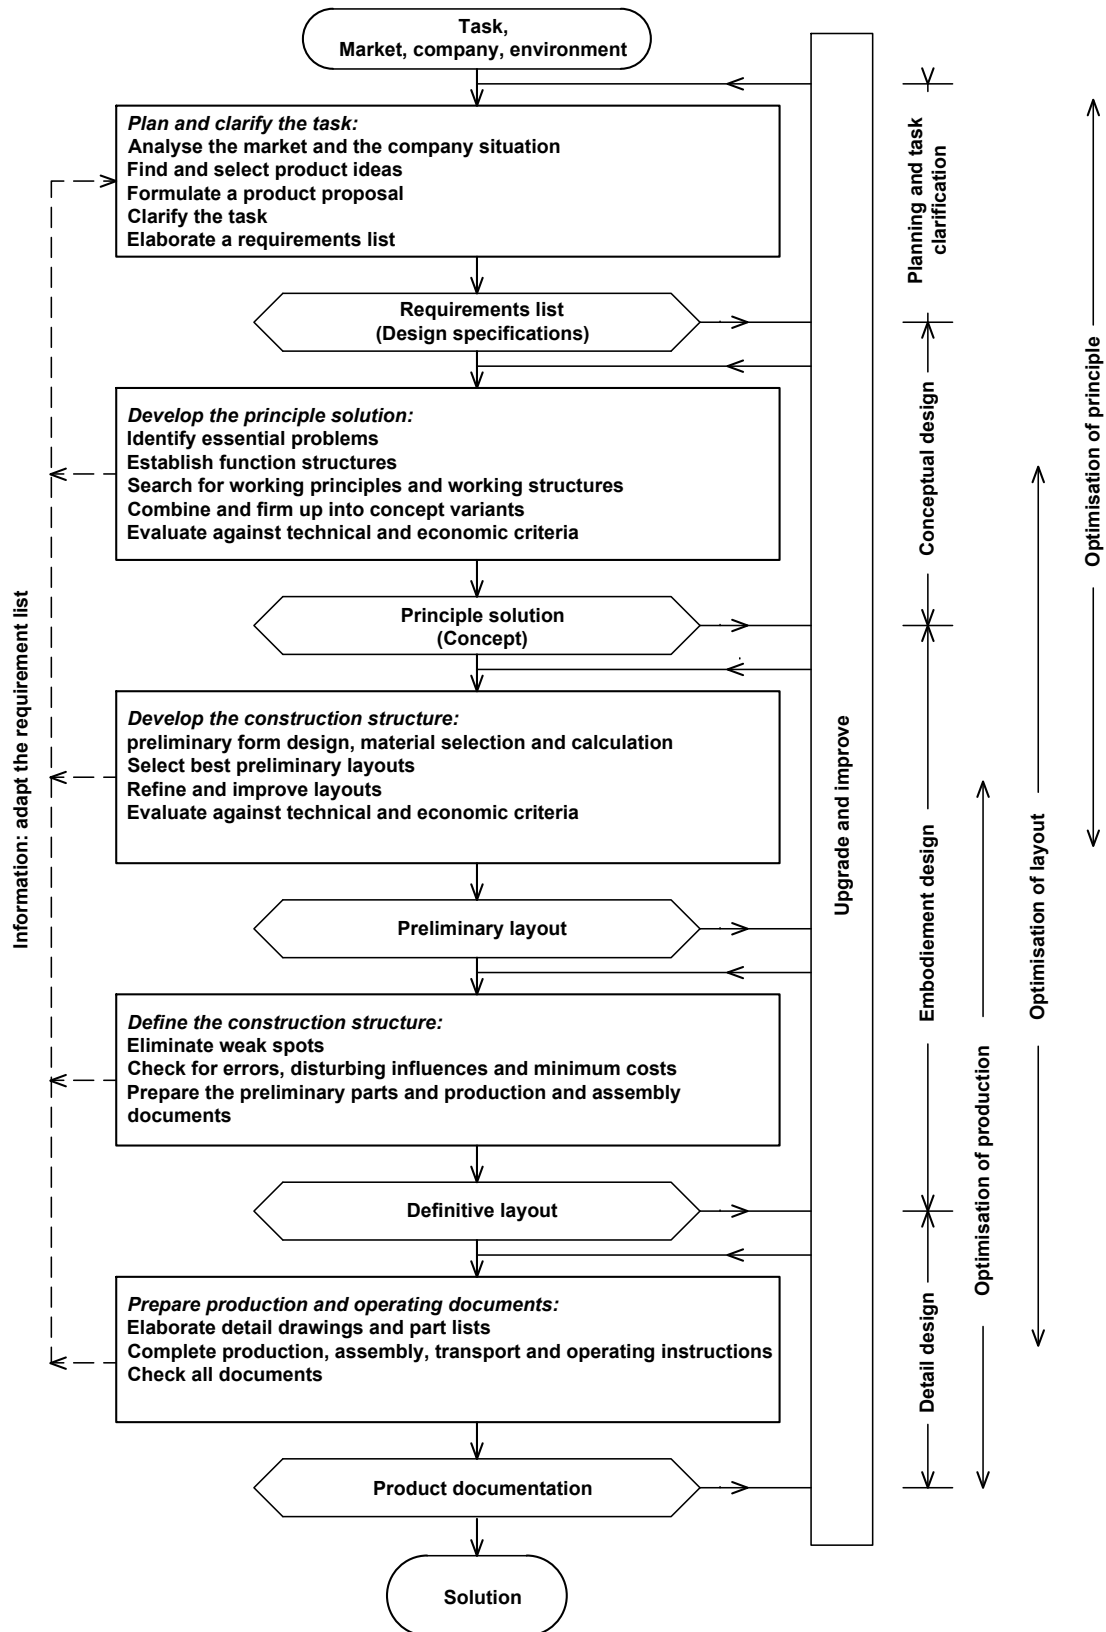 Task,
Market, company, environment
Plan and clarify the task:
Analyse the market and the company situation
Find and select product ideas
Formulate a product proposal
Clarify the task
Elaborate a requirements list
Requirements list
(Design specifications)
Develop the principle solution:
Identify essential problems
Establish function structures
Search for working principles and working structures
Combine and firm up into concept variants
Evaluate against technical and economic criteria
Principle solution
(Concept)
Develop the construction structure:
preliminary form design, material selection and calculation
Select best preliminary layouts
Refine and improve layouts
Evaluate against technical and economic criteria
Preliminary layout
Define the construction structure:
Eliminate weak spots
Check for errors, disturbing influences and minimum costs
Prepare the preliminary parts and production and assembly
documents
Definitive layout
Prepare production and operating documents:
Elaborate detail drawings and part lists
Complete production, assembly, transport and operating instructions
Check all documents
Product documentation
Solution
Information: adapt the requirement list
Upgrade and improve
Planning and task
clarification
Conceptual design
Embodiement design
Detail design
Optimisation of production
Optimisation of layout
Optimisation of principle